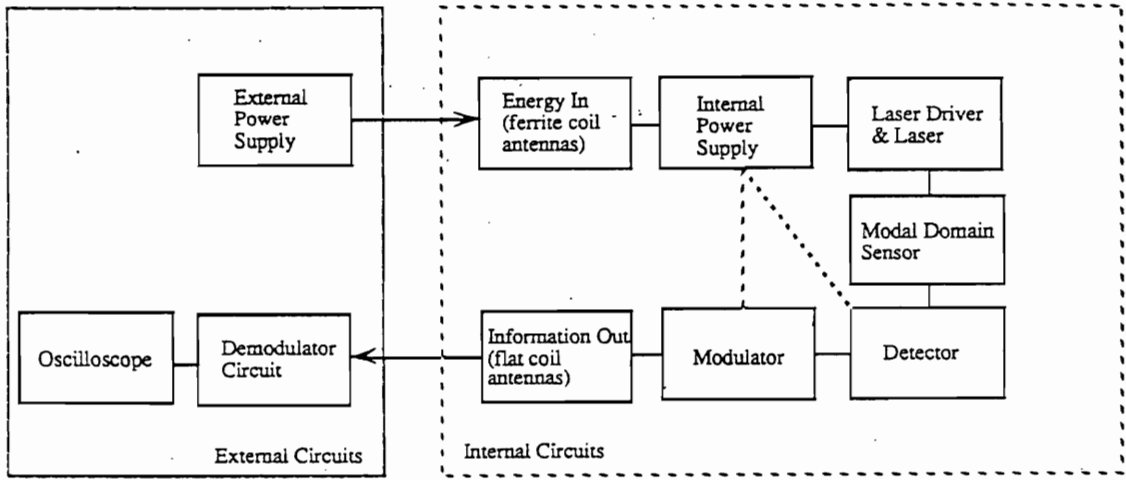 External
Power
Supply
Energy In
(ferrite coil
antennas)
Internal
Power
Supply
Laser Driver
& Laser
Modal Domain
Sensor
Oscilloscope
Demodulator
Circuit
Information Out
(flat coil
antennas)
Modulator
Detector
External Circuits
Internal Circuits